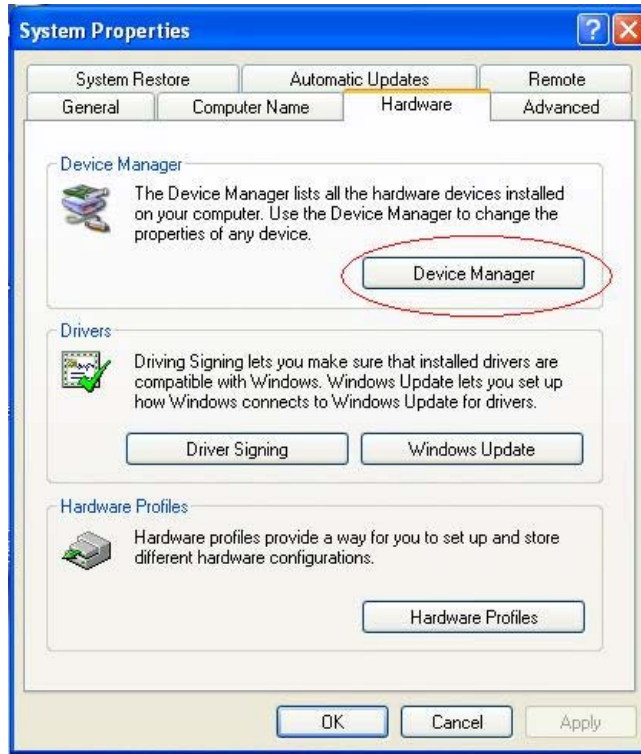 System Properties
System Restore Automatic Updates Remote
General Computer Name Hardware Advanced
Device Manager
The Device Manager lists all the hardware devices installed
on your computer. Use the Device Manager to change the
properties of any device.
Device Manager
Drivers
Driving Signing lets you make sure that installed drivers are
compatible with Windows. Windows Update lets you set up
how Windows connects to Windows Update for drivers.
Driver Signing Windows Update
Hardware Profiles
Hardware profiles provide a way for you to set up and store
different hardware configurations.
Hardware Profiles
OK Cancel Apply